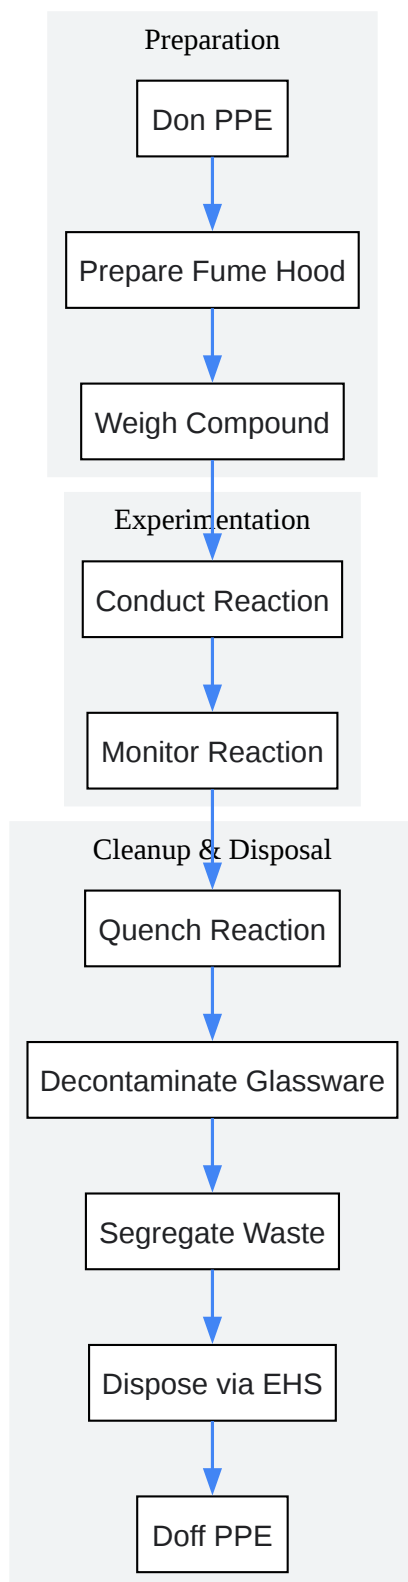 Preparation
Don PPE
Prepare Fume Hood
Weigh Compound
Experimentation
Conduct Reaction
Monitor Reaction
Cleanup & Disposal
Quench Reaction
Decontaminate Glassware
Segregate Waste
Dispose via EHS
Doff PPE